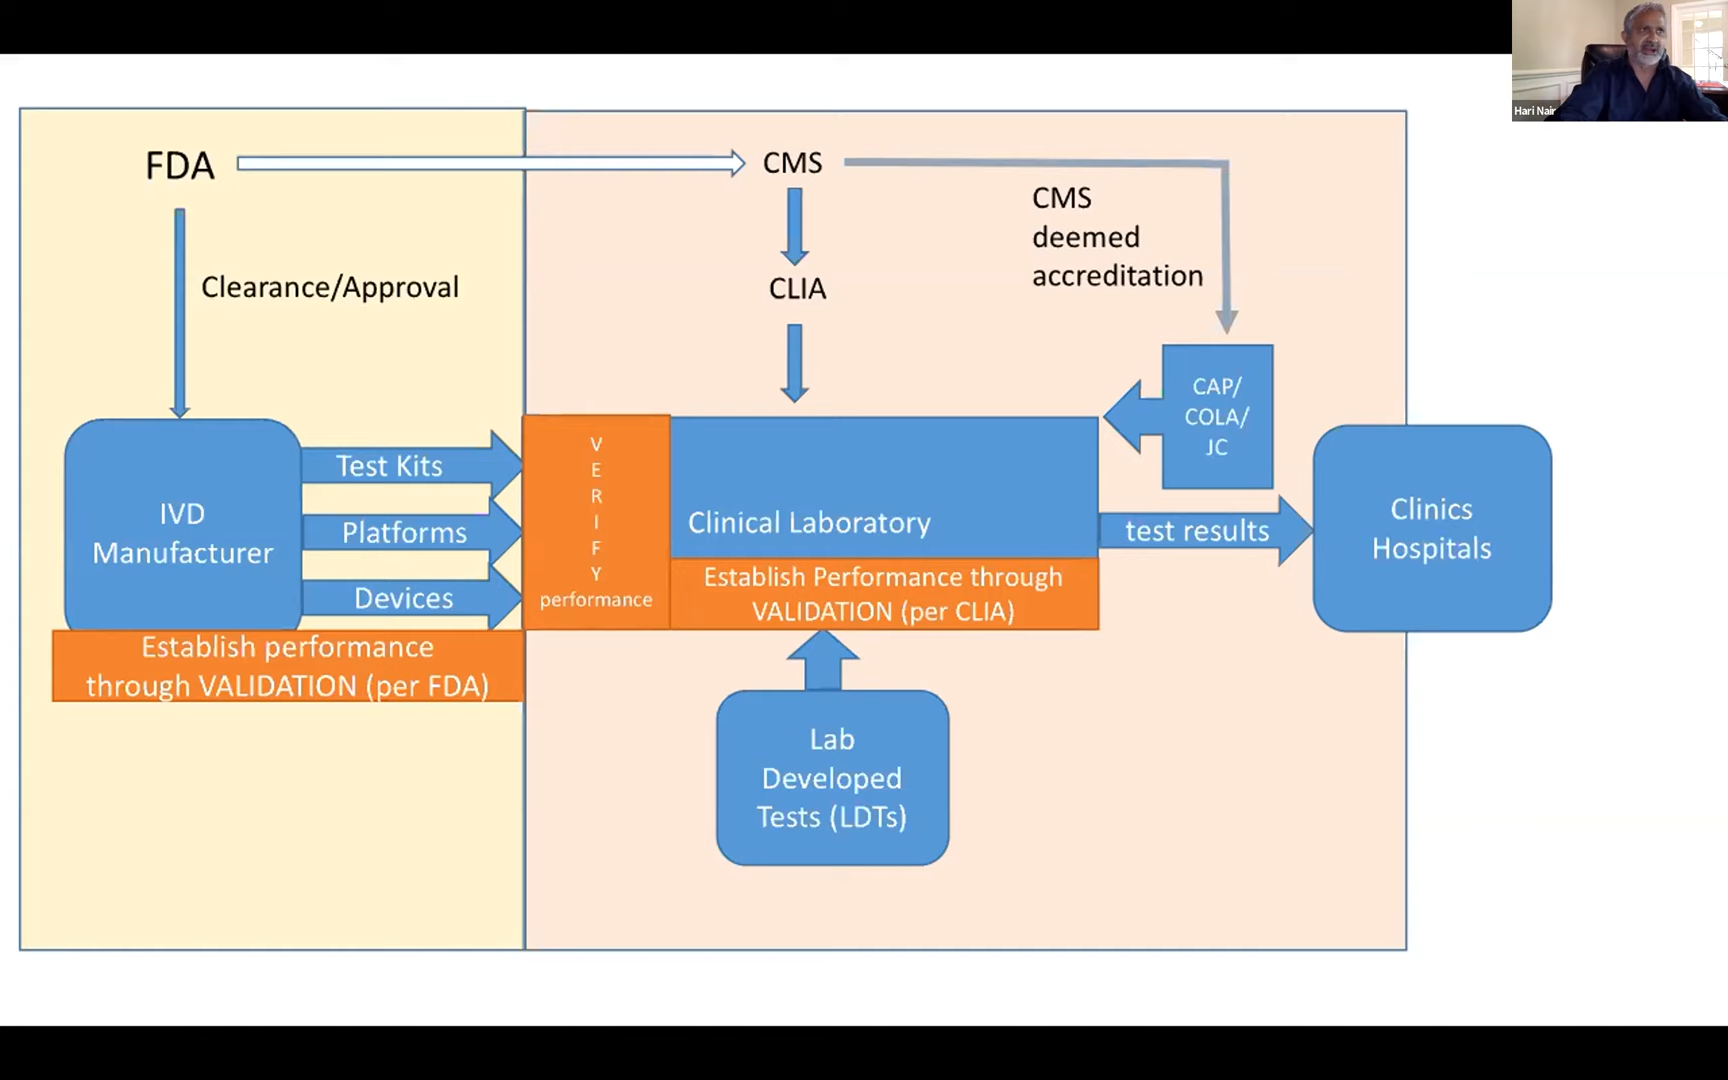 FDA
CMS
Clearance/Approval
CLIA
CMS
deemed
accreditation
CAP/
COLA/
JC
IVD
Manufacturer
Test Kits
Platforms
Devices
V
E
R
I
F
Y
performance
Clinical Laboratory
Establish Performance through
VALIDATION (per CLIA)
test results
Clinics
Hospitals
Establish performance
through VALIDATION (per FDA)
Lab
Developed
Tests (LDTs)
Hari Nair